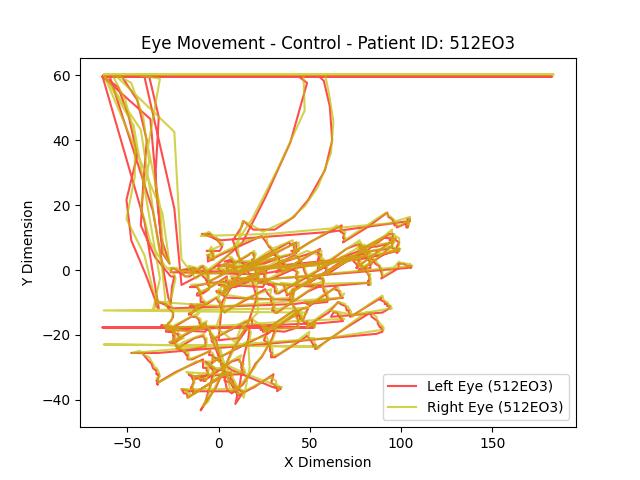 Eye Movement - Control - Patient ID: 512EO3
60
40
20
0
−20
−40
Y Dimension
−50
0
50
100
150
X Dimension
Left Eye (512EO3)
Right Eye (512EO3)